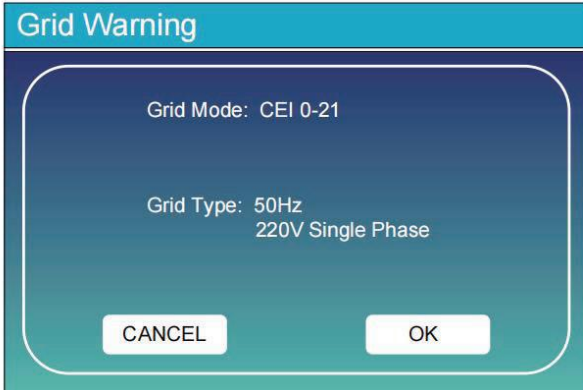 Grid Warning
Grid Mode: CEI 0-21
Grid Type: 50Hz
220V Single Phase
CANCEL OK